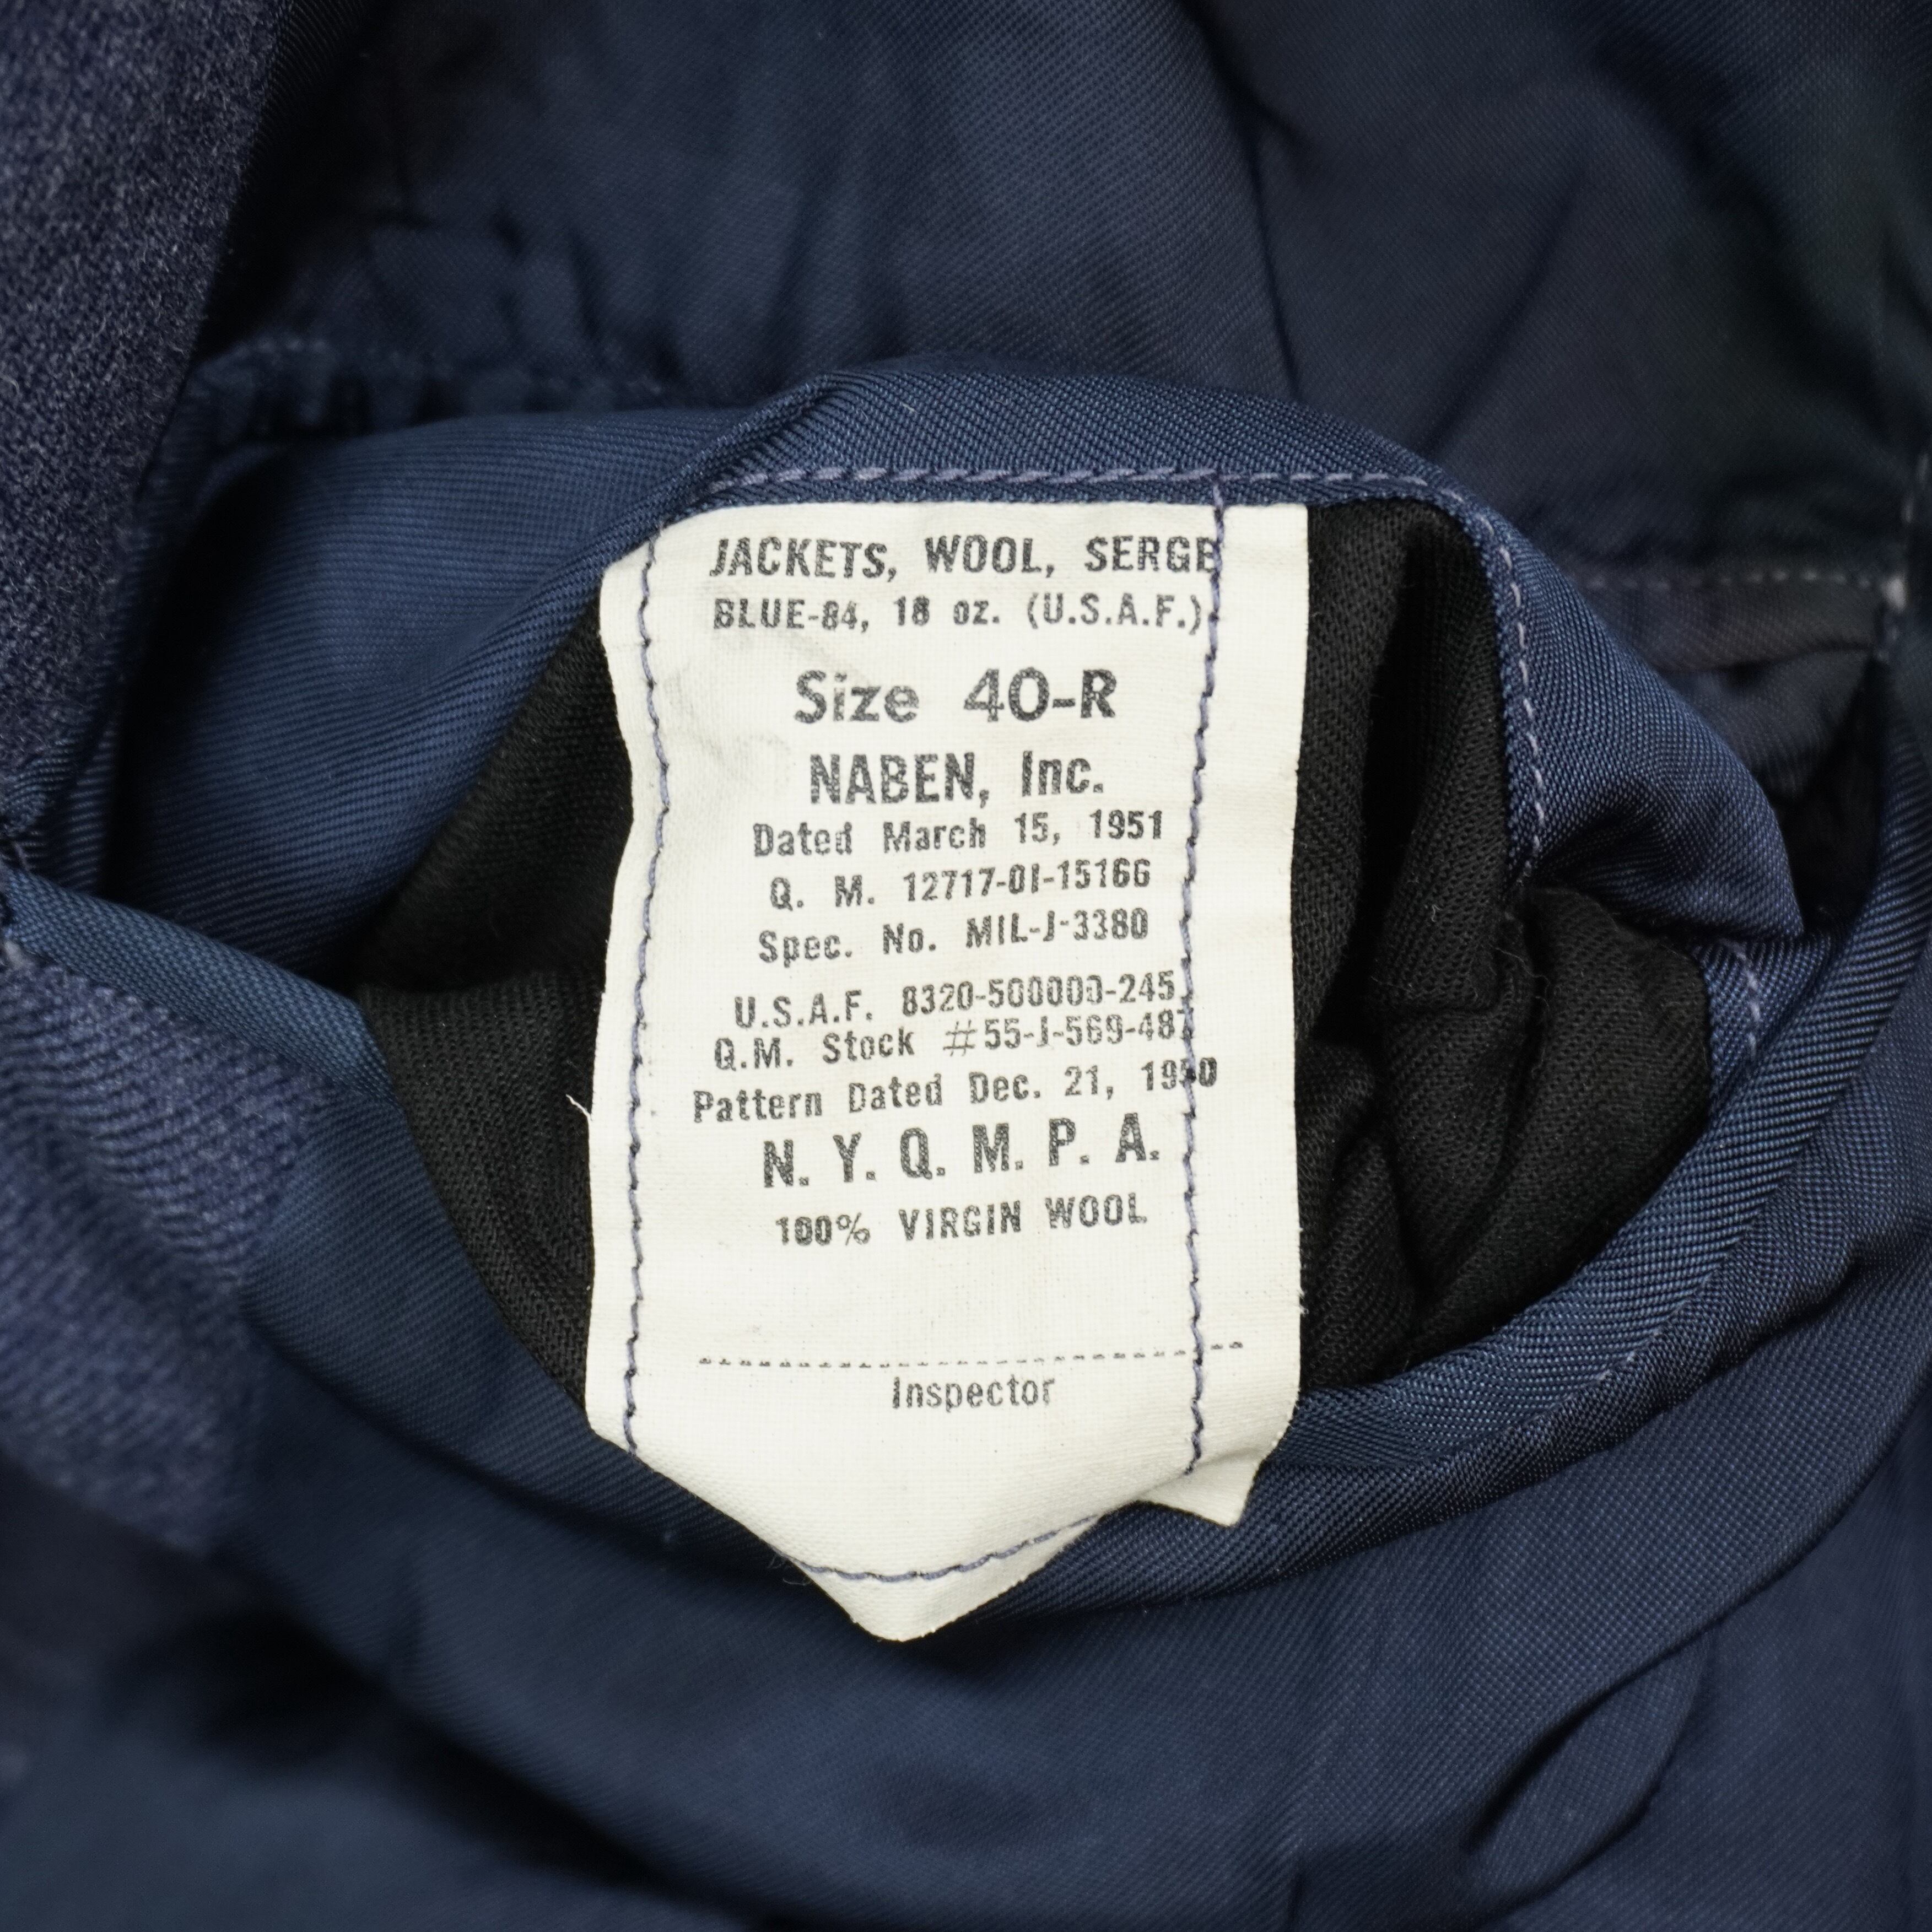 JACKETS, WOOL, SERGE
BLUE-84, 18 oz. (U.S.A.F.)
Size 40-R
NABEN, Inc.
Dated March 15, 1951
Q. M. 12717-OI-15166
Spec. No. MIL-J-3380
U.S.A.F. 8320-500000-245
Q.M. Stock #55-J-569-487
Pattern Dated Dec. 21, 1950
N. Y. Q. M. P. A.
100% VIRGIN WOOL
Inspector